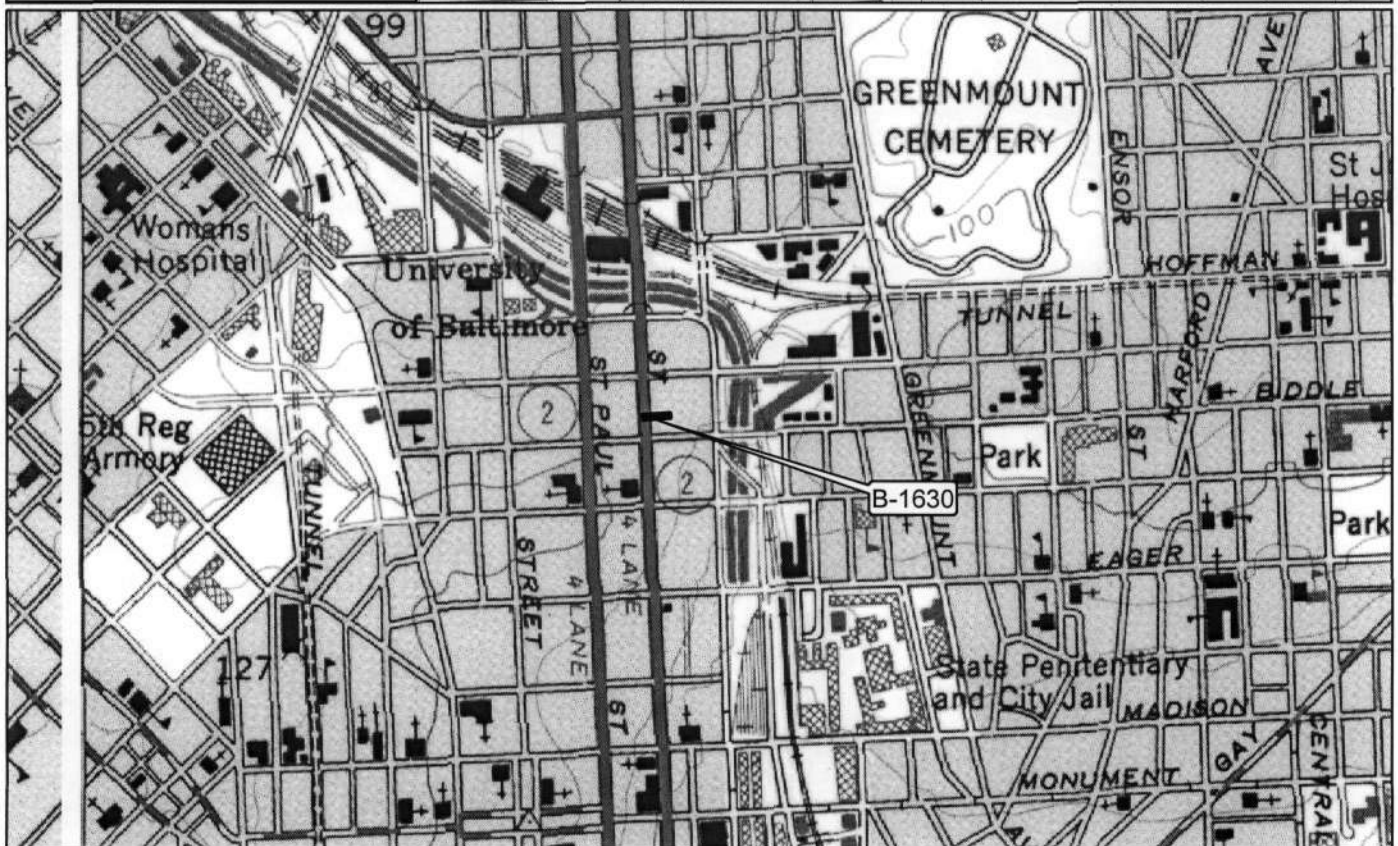 99
GREENMOUNT
CEMETERY
AVE
VE
ENSOR
St J
Hos
100
Womans
Hospital
HOFFMAN
University
of Baltimore
TUNNEL
HARFORD
ST PAUL
ST
GREENMOUNT
BIDDLE
2
5th Reg
Armory
ST
Park
2
B-1630
Park
TUNNEL
4 LANE
STREET
4 LANE
EAGER
127
State Penitentiary
and City Jail
MADISON
ST
GAY
CENTRAL
MONUMENT